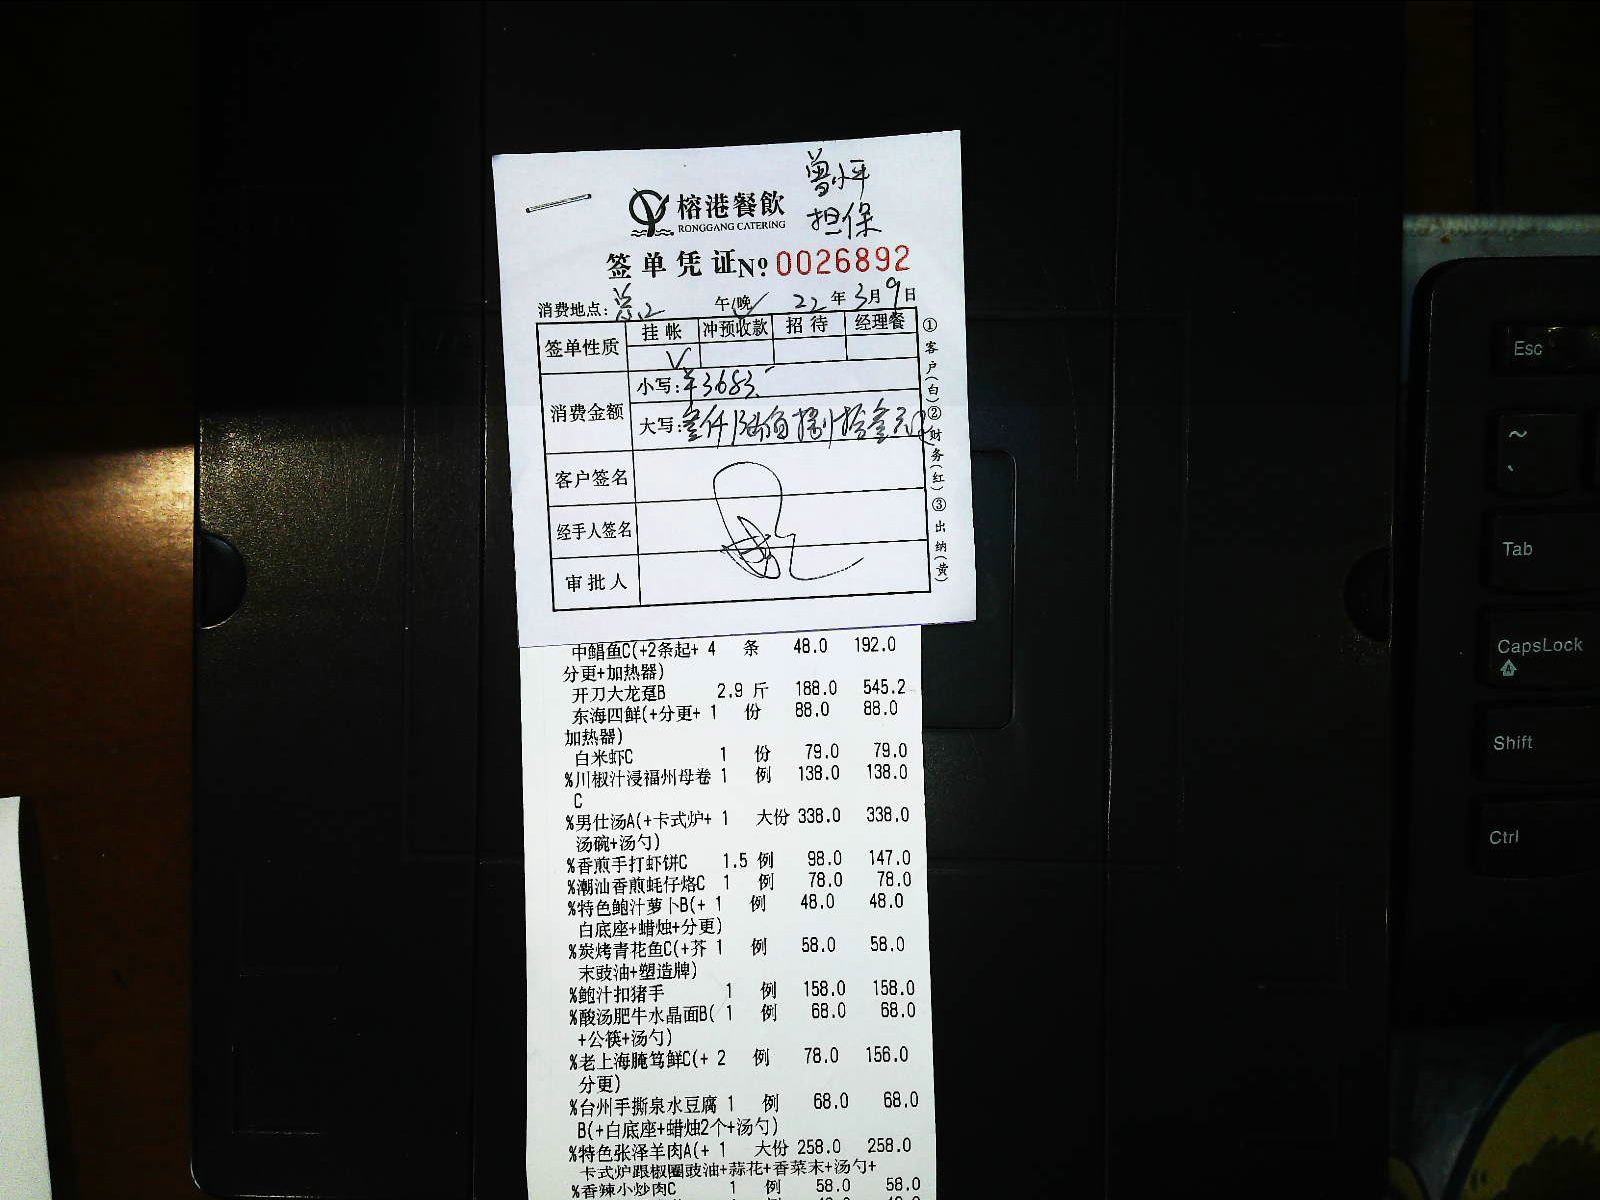 曾小平
担保
榕港餐飲
RONGGANG CATERING
签单凭证 Nº 0026892
消费地点: 午/晚 22年3月9日
签单性质 挂帐 冲预收款 招待 经理餐
√
消费金额 小写:¥3683.
大写:叁仟陆佰捌拾叁元
客户签名
经手人签名
审批人
①客户(白)②财务(红)③出纳(黄)
中鲳鱼C(+2条起+ 4 条 48.0 192.0
分更+加热器)
开刀大龙趸B 2.9 斤 188.0 545.2
东海四鲜(+分更+ 1 份 88.0 88.0
加热器)
白米虾C 1 份 79.0 79.0
%川椒汁浸福州母卷 1 例 138.0 138.0
C
%男仕汤A(+卡式炉+ 1 大份 338.0 338.0
汤碗+汤勺)
%香煎手打虾饼C 1.5 例 98.0 147.0
%潮汕香煎蚝仔烙C 1 例 78.0 78.0
%特色鲍汁萝卜B(+ 1 例 48.0 48.0
白底座+蜡烛+分更)
%炭烤青花鱼C(+芥 1 例 58.0 58.0
末豉油+塑造牌)
%鲍汁扣猪手 1 例 158.0 158.0
%酸汤肥牛水晶面B( 1 例 68.0 68.0
+公筷+汤勺)
%老上海腌笃鲜C(+ 2 例 78.0 156.0
分更)
%台州手撕泉水豆腐 1 例 68.0 68.0
B(+白底座+蜡烛2个+汤勺)
%特色张泽羊肉A(+ 1 大份 258.0 258.0
卡式炉跟椒圈豉油+蒜花+香菜末+汤勺+
%香辣小炒肉C 1 例 58.0 58.0
Esc
~
`
Tab
CapsLock
A
Shift
Ctrl